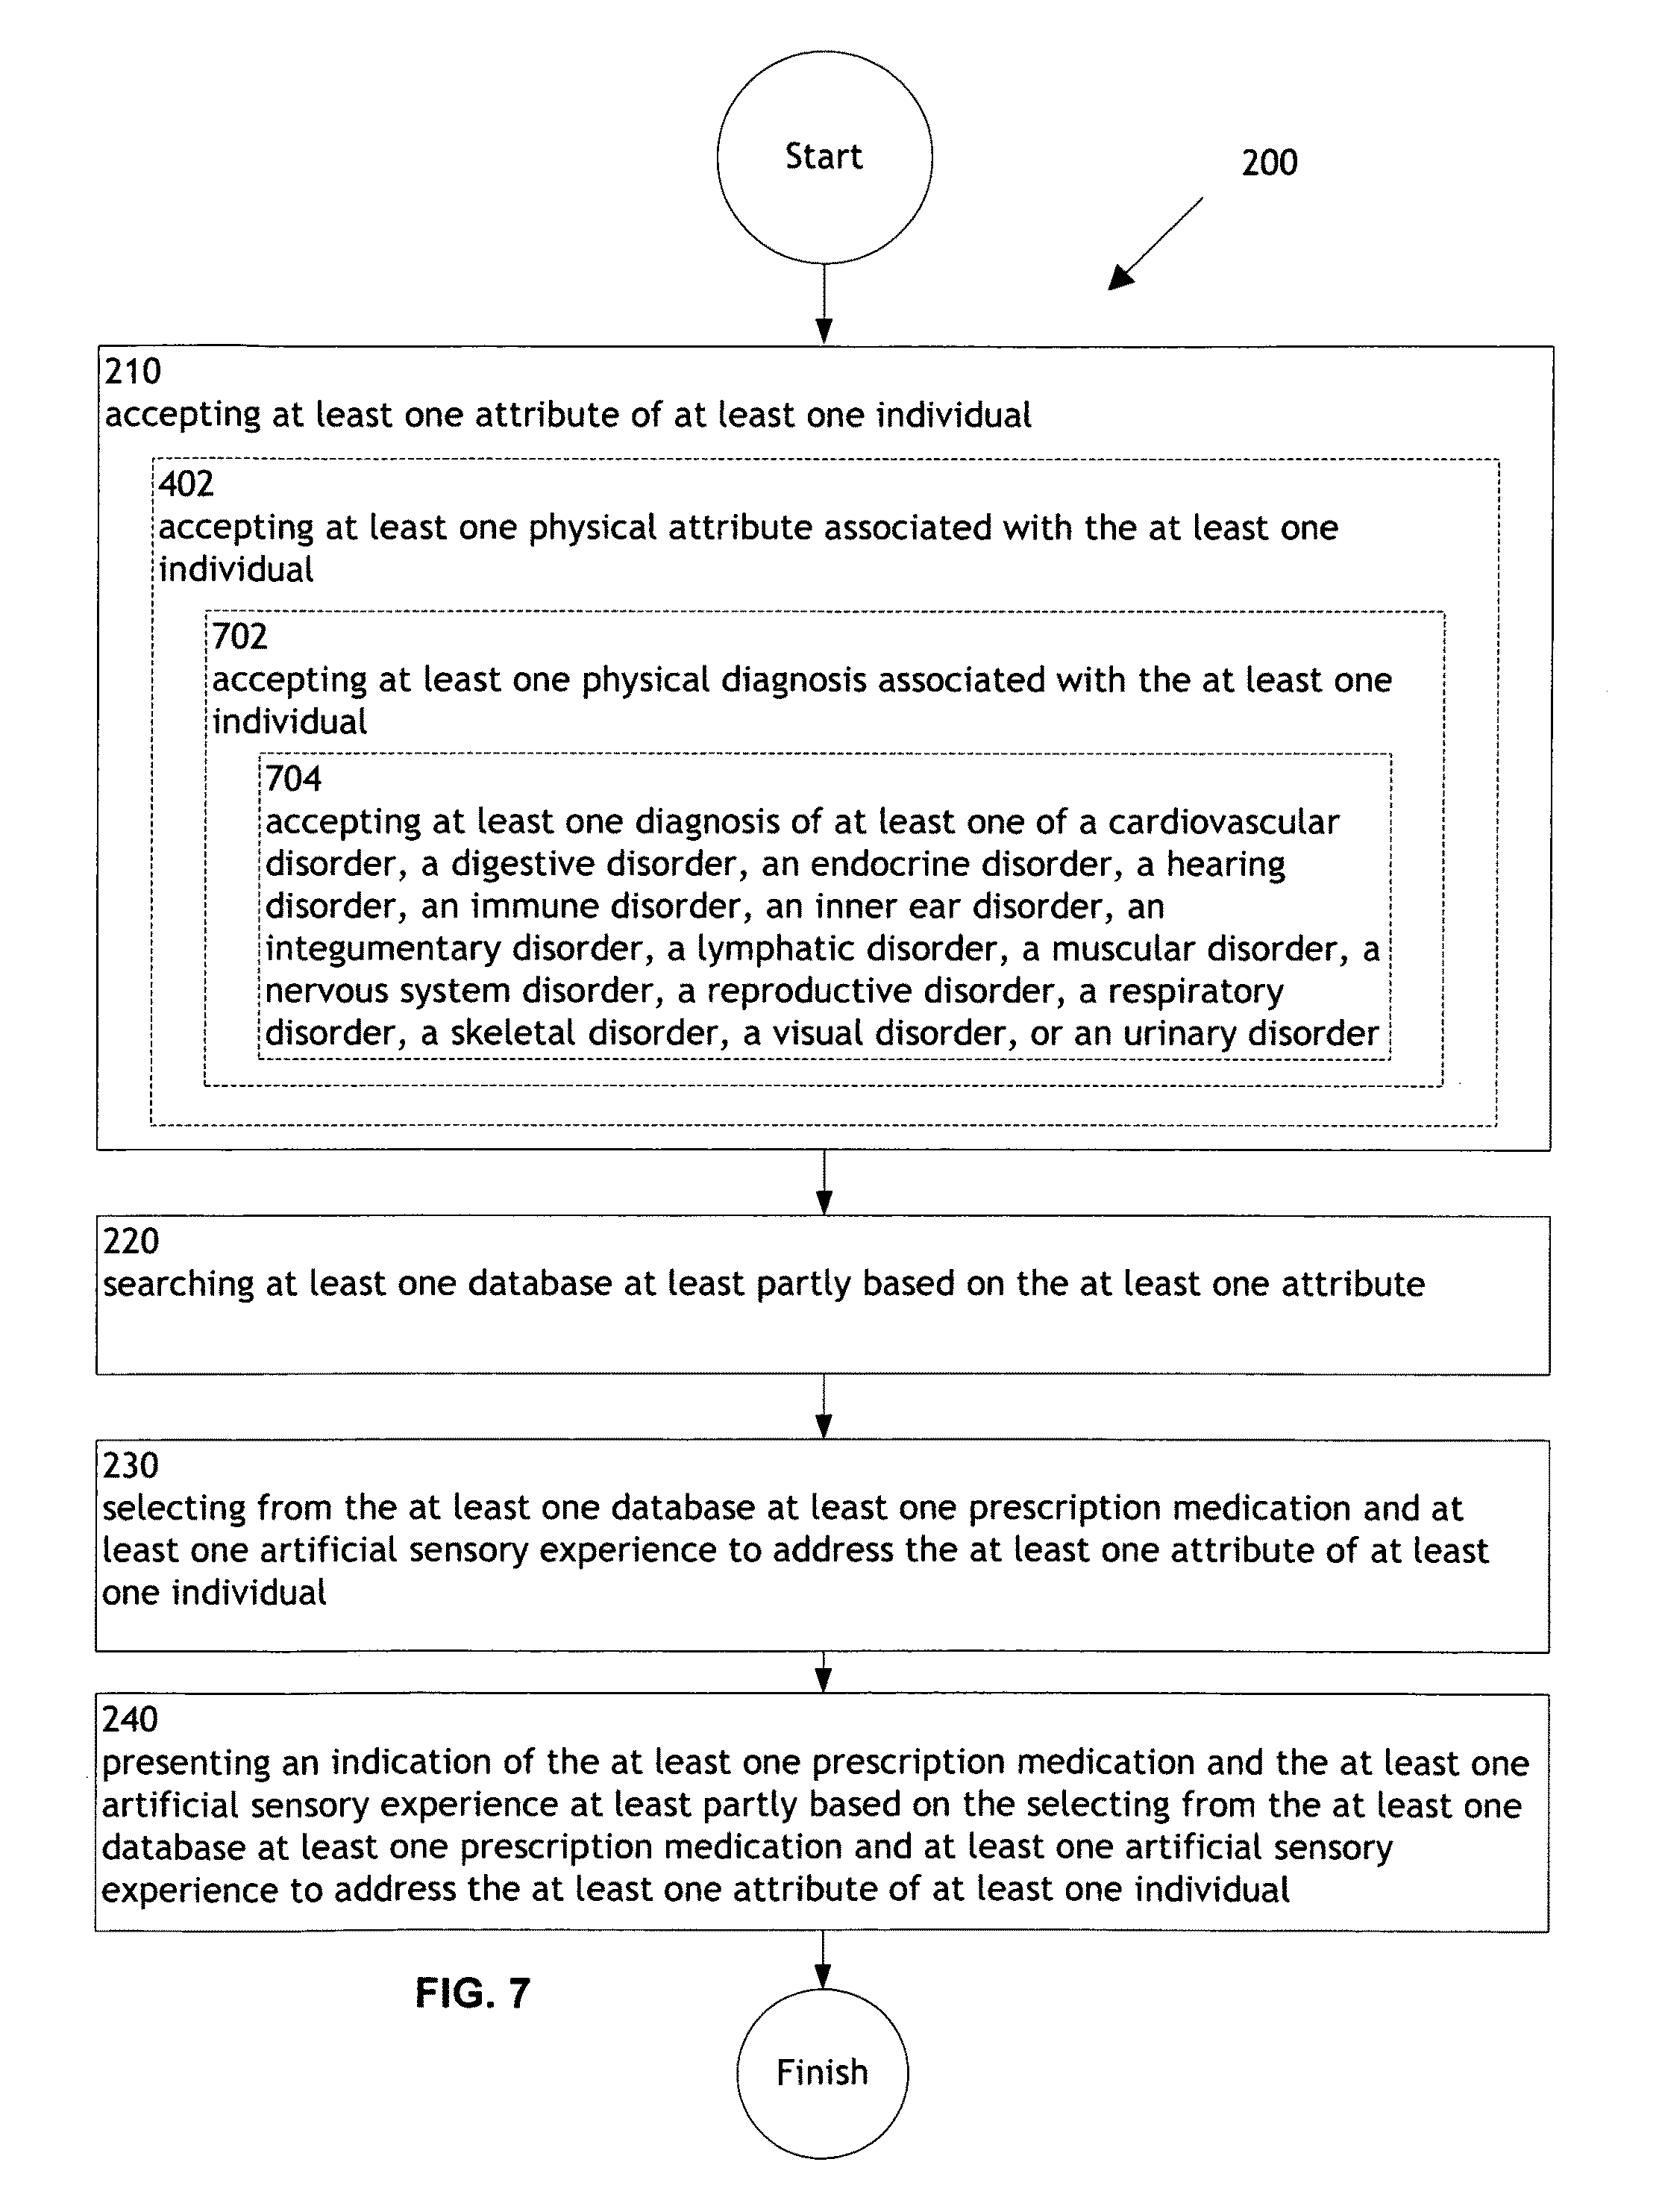 Start
200
210
accepting at least one attribute of at least one individual
402
accepting at least one physical attribute associated with the at least one
individual
702
accepting at least one physical diagnosis associated with the at least one
individual
704
accepting at least one diagnosis of at least one of a cardiovascular
disorder, a digestive disorder, an endocrine disorder, a hearing
disorder, an immune disorder, an inner ear disorder, an
integumentary disorder, a lymphatic disorder, a muscular disorder, a
nervous system disorder, a reproductive disorder, a respiratory
disorder, a skeletal disorder, a visual disorder, or an urinary disorder
220
searching at least one database at least partly based on the at least one attribute
230
selecting from the at least one database at least one prescription medication and at
least one artificial sensory experience to address the at least one attribute of at least
one individual
240
presenting an indication of the at least one prescription medication and the at least one
artificial sensory experience at least partly based on the selecting from the at least one
database at least one prescription medication and at least one artificial sensory
experience to address the at least one attribute of at least one individual
FIG. 7
Finish